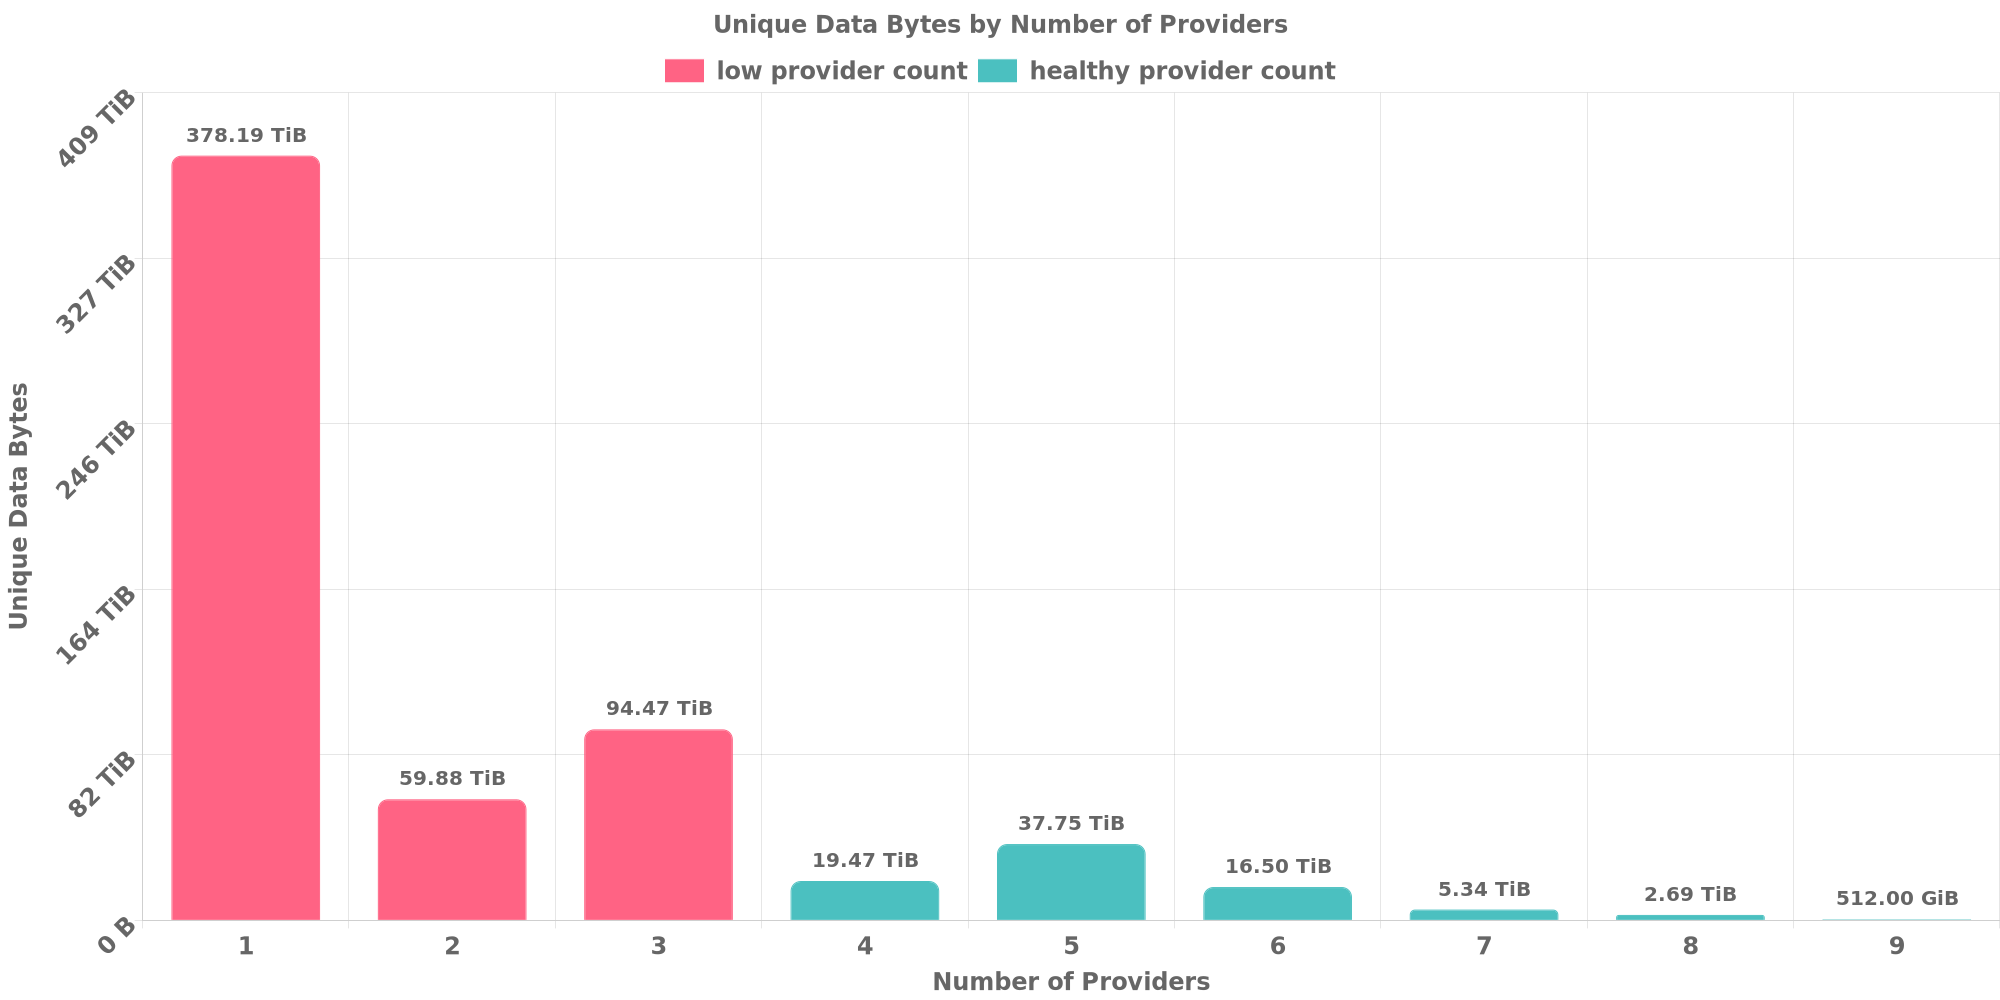 Unique Data Bytes by Number of Providers
low provider count healthy provider count
409 TiB
327 TiB
246 TiB
164 TiB
82 TiB
0 B
Unique Data Bytes
378.19 TiB
59.88 TiB
94.47 TiB
19.47 TiB
37.75 TiB
16.50 TiB
5.34 TiB
2.69 TiB
512.00 GiB
1 2 3 4 5 6 7 8 9
Number of Providers